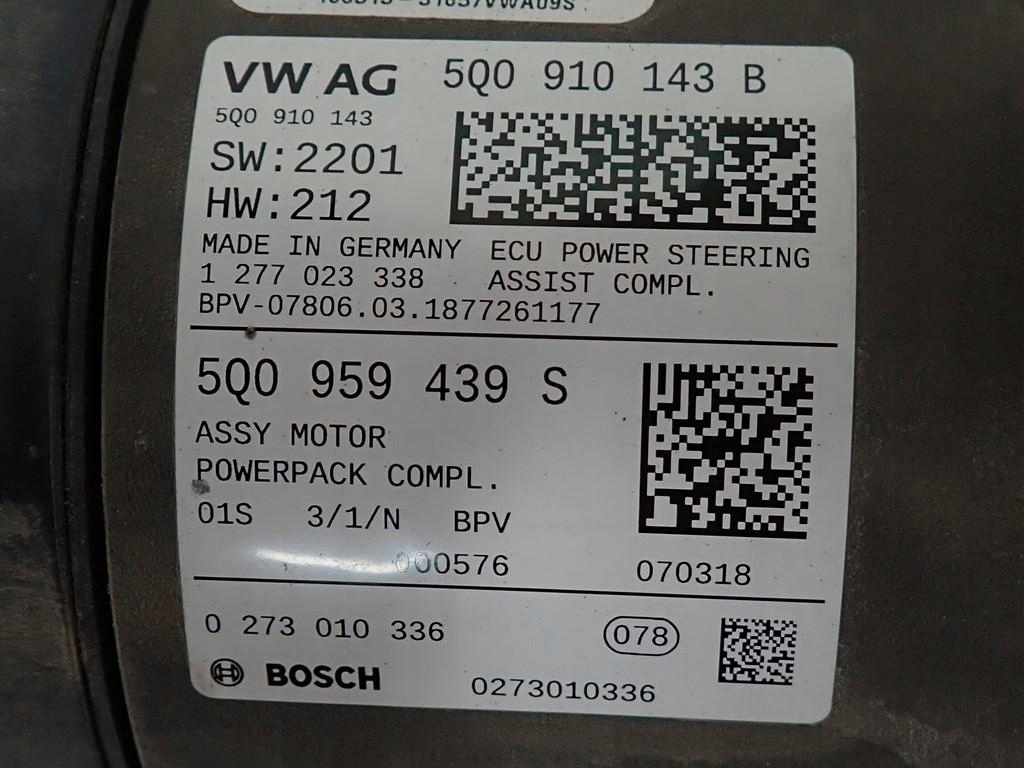 VW AG 5Q0 910 143 B
5Q0 910 143
SW:2201
HW:212
MADE IN GERMANY ECU POWER STEERING
1 277 023 338 ASSIST COMPL.
BPV-07806.03.1877261177
5Q0 959 439 S
ASSY MOTOR
POWERPACK COMPL.
01S 3/1/N BPV
000576 070318
0 273 010 336 078
BOSCH 0273010336